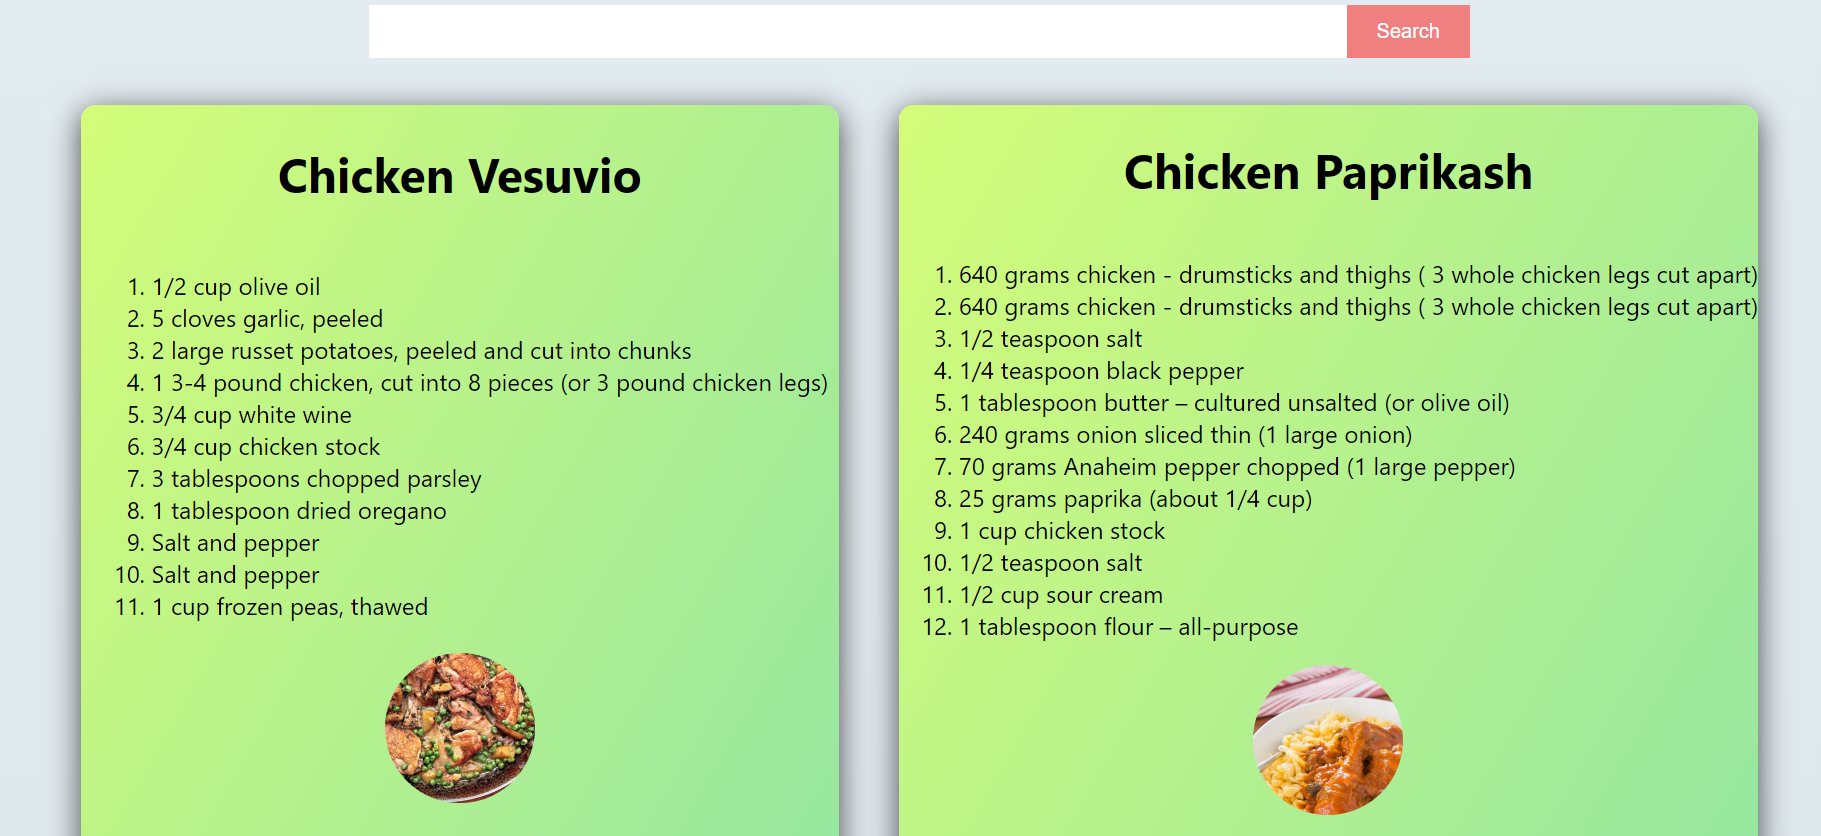 Search
Chicken Vesuvio
1. 1/2 cup olive oil
2. 5 cloves garlic, peeled
3. 2 large russet potatoes, peeled and cut into chunks
4. 1 3-4 pound chicken, cut into 8 pieces (or 3 pound chicken legs)
5. 3/4 cup white wine
6. 3/4 cup chicken stock
7. 3 tablespoons chopped parsley
8. 1 tablespoon dried oregano
9. Salt and pepper
10. Salt and pepper
11. 1 cup frozen peas, thawed
Chicken Paprikash
1. 640 grams chicken - drumsticks and thighs ( 3 whole chicken legs cut apart)
2. 640 grams chicken - drumsticks and thighs ( 3 whole chicken legs cut apart)
3. 1/2 teaspoon salt
4. 1/4 teaspoon black pepper
5. 1 tablespoon butter – cultured unsalted (or olive oil)
6. 240 grams onion sliced thin (1 large onion)
7. 70 grams Anaheim pepper chopped (1 large pepper)
8. 25 grams paprika (about 1/4 cup)
9. 1 cup chicken stock
10. 1/2 teaspoon salt
11. 1/2 cup sour cream
12. 1 tablespoon flour – all-purpose